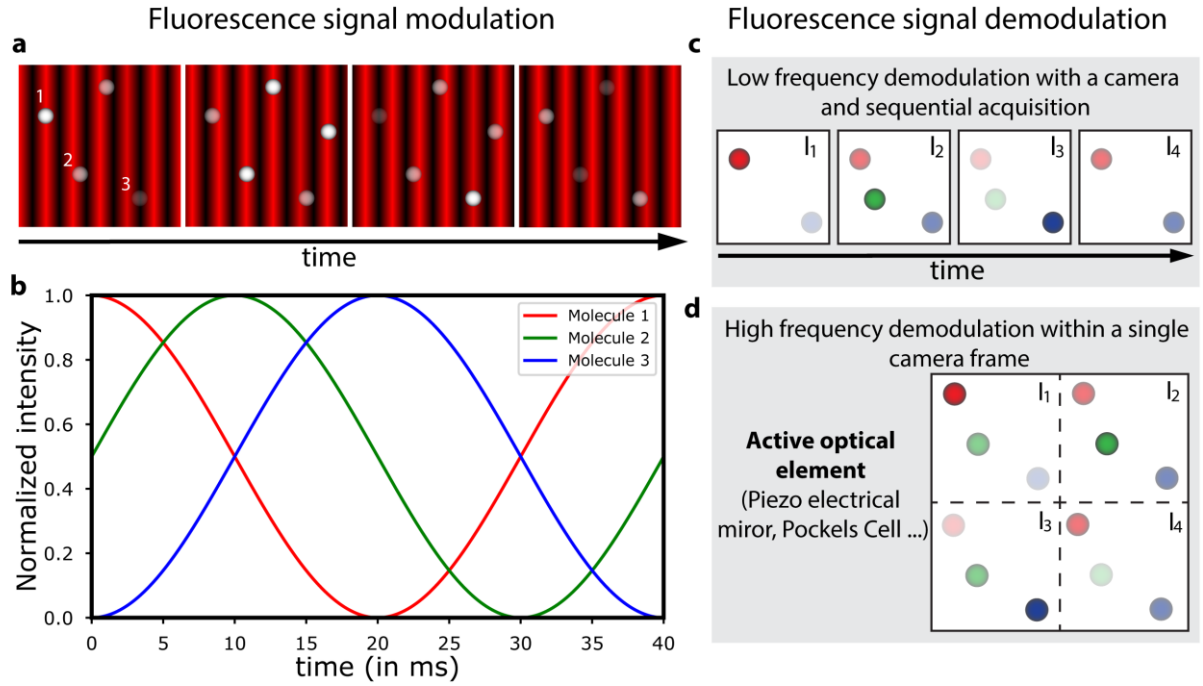 Fluorescence signal modulation
a
1
2
3
time
b
Normalized intensity
1.0
0.8
0.6
0.4
0.2
0.0
Molecule 1
Molecule 2
Molecule 3
0 5 10 15 20 25 30 35 40
time (in ms)
Fluorescence signal demodulation
c
Low frequency demodulation with a camera
and sequential acquisition
I1 I2 I3 I4
time
d
High frequency demodulation within a single
camera frame
Active optical
element
(Piezo electrical
miror, Pockels Cell ...)
I1 I2
I3 I4